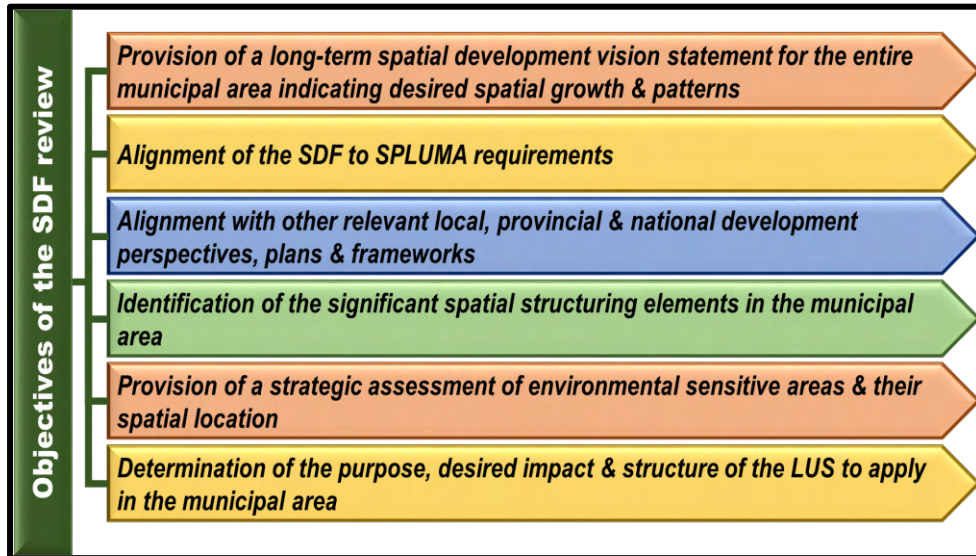 Objectives of the SDF review
Provision of a long-term spatial development vision statement for the entire
municipal area indicating desired spatial growth & patterns
Alignment of the SDF to SPLUMA requirements
Alignment with other relevant local, provincial & national development
perspectives, plans & frameworks
Identification of the significant spatial structuring elements in the municipal
area
Provision of a strategic assessment of environmental sensitive areas & their
spatial location
Determination of the purpose, desired impact & structure of the LUS to apply
in the municipal area